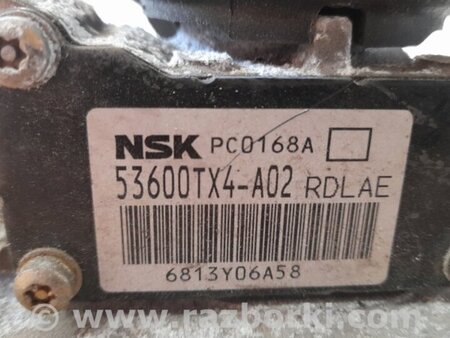 NSK PC0168A
53600TX4-A02 RDLAE
6813Y06A58
www.razborki.com